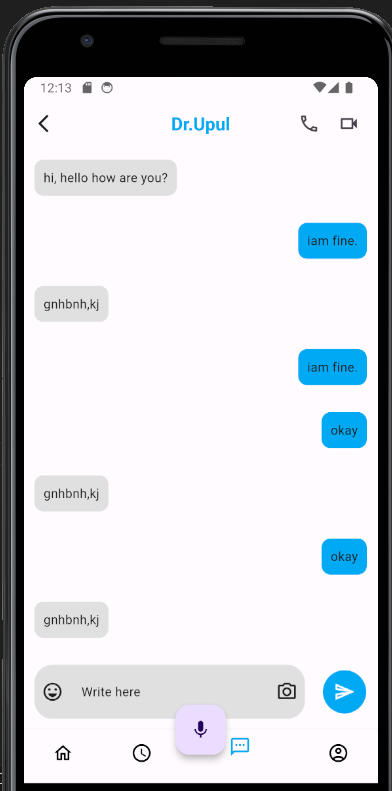 12:13
Dr.Upul
hi, hello how are you?
iam fine.
gnhbnh,kj
iam fine.
okay
gnhbnh,kj
okay
gnhbnh,kj
Write here